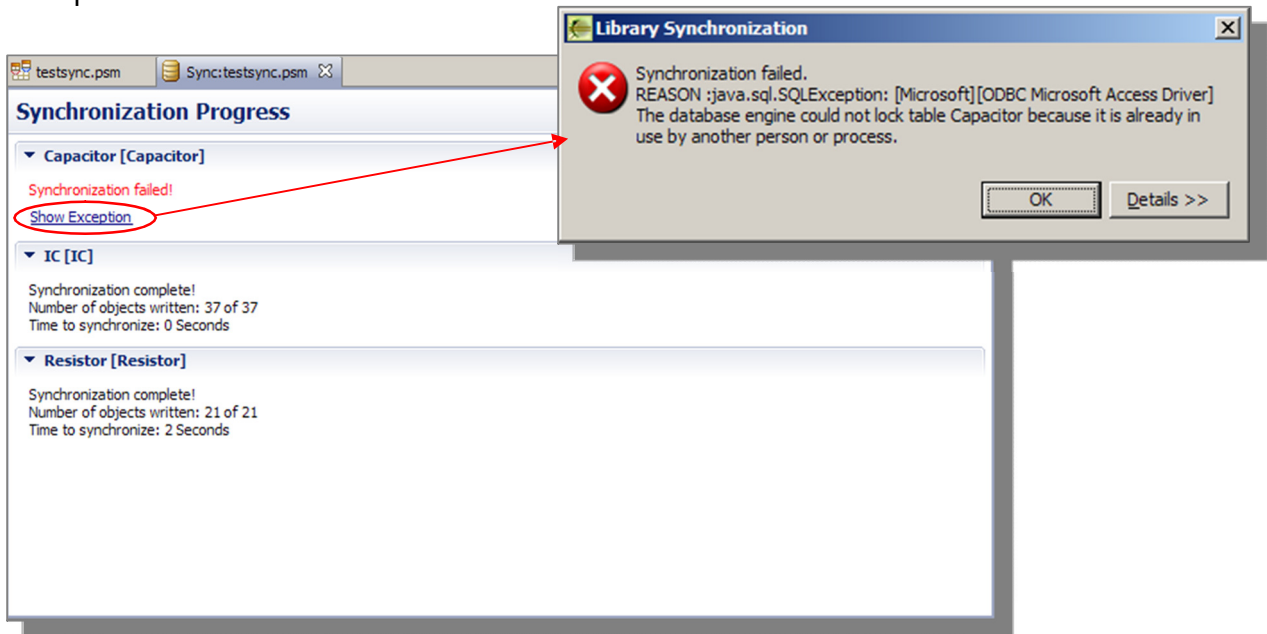 Library Synchronization
Synchronization failed.
REASON :java.sql.SQLException: [Microsoft][ODBC Microsoft Access Driver]
The database engine could not lock table Capacitor because it is already in
use by another person or process.
OK
Details >>
testsync.psm
Sync:testsync.psm
Synchronization Progress
Capacitor [Capacitor]
Synchronization failed!
Show Exception
IC [IC]
Synchronization complete!
Number of objects written: 37 of 37
Time to synchronize: 0 Seconds
Resistor [Resistor]
Synchronization complete!
Number of objects written: 21 of 21
Time to synchronize: 2 Seconds